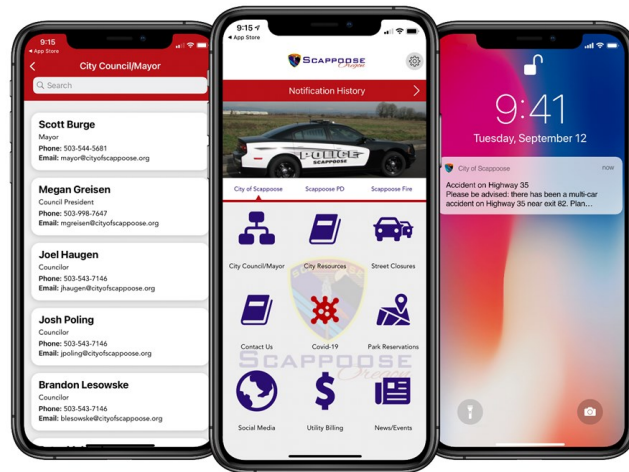 9:15
App Store
City Council/Mayor
Search
Scott Burge
Mayor
Phone: 503-544-5681
Email: mayor@cityofscappoose.org
Megan Greisen
Council President
Phone: 503-998-7647
Email: mgreisen@cityofscappoose.org
Joel Haugen
Councilor
Phone: 503-543-7146
Email: jhaugen@cityofscappoose.org
Josh Poling
Councilor
Phone: 503-543-7146
Email: jpoling@cityofscappoose.org
Brandon Lesowske
Councilor
Phone: 503-543-7146
Email: blesowske@cityofscappoose.org
9:15
App Store
SCAPPOOSE
Oregon
Notification History
POLICE
SCAPPOOSE
City of Scappoose Scappoose PD Scappoose Fire
City Council/Mayor City Resources Street Closures
Contact Us Covid-19 Park Reservations
SCAPPOOSE
Oregon
Social Media Utility Billing News/Events
9:41
Tuesday, September 12
City of Scappoose now
Accident on Highway 35
Please be advised: there has been a multi-car
accident on Highway 35 near exit 82. Plan...